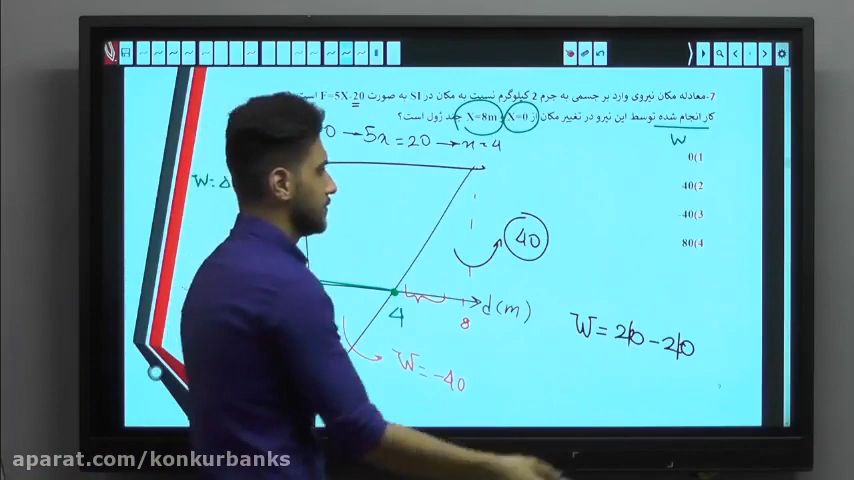 7-معادله مکان نیروی وارد بر جسمی به جرم 2 کیلوگرم نسبت به مکان در SI به صورت F=5X-20 است
کار انجام شده توسط این نیرو در تغییر مکان از X=0 تا X=8m چند ژول است؟
W
0 → 5x = 20 → x = 4
0(1
40(2
-40(3
80(4
40
4
8
d(m)
W = -40
aparat.com/konkurbanks